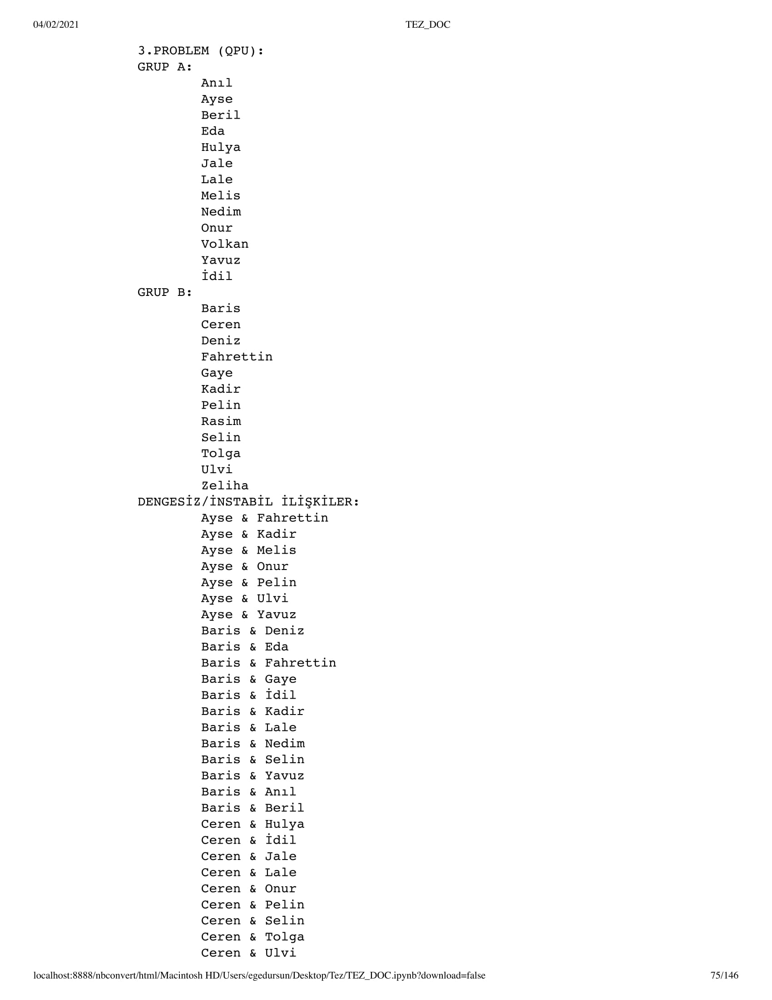 04/02/2021 TEZ_DOC
3.PROBLEM (QPU):
GRUP A:
Anıl
Ayse
Beril
Eda
Hulya
Jale
Lale
Melis
Nedim
Onur
Volkan
Yavuz
İdil
GRUP B:
Baris
Ceren
Deniz
Fahrettin
Gaye
Kadir
Pelin
Rasim
Selin
Tolga
Ulvi
Zeliha
DENGESİZ/İNSTABİL İLİŞKİLER:
Ayse & Fahrettin
Ayse & Kadir
Ayse & Melis
Ayse & Onur
Ayse & Pelin
Ayse & Ulvi
Ayse & Yavuz
Baris & Deniz
Baris & Eda
Baris & Fahrettin
Baris & Gaye
Baris & İdil
Baris & Kadir
Baris & Lale
Baris & Nedim
Baris & Selin
Baris & Yavuz
Baris & Anıl
Baris & Beril
Ceren & Hulya
Ceren & İdil
Ceren & Jale
Ceren & Lale
Ceren & Onur
Ceren & Pelin
Ceren & Selin
Ceren & Tolga
Ceren & Ulvi
localhost:8888/nbconvert/html/Macintosh HD/Users/egedursun/Desktop/Tez/TEZ_DOC.ipynb?download=false 75/146